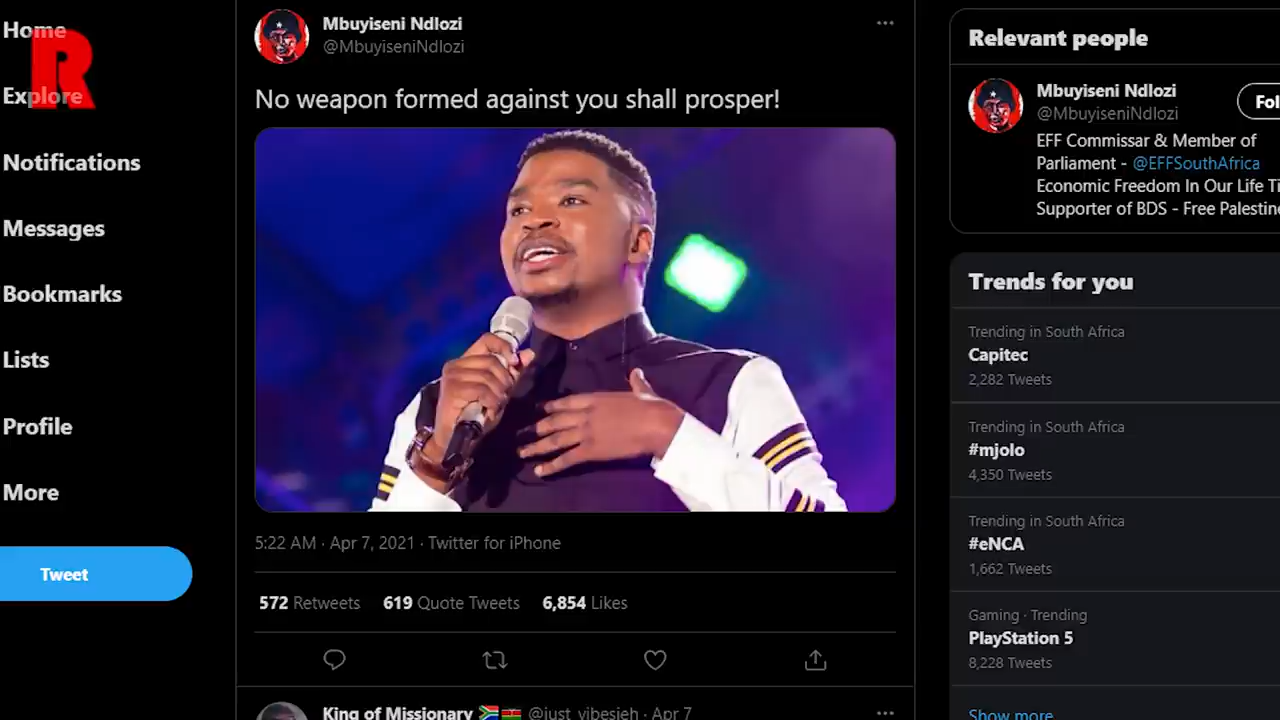 Home
R
Explore
Notifications
Messages
Bookmarks
Lists
Profile
More
Tweet
Mbuyiseni Ndlozi
@MbuyiseniNdlozi
No weapon formed against you shall prosper!
5:22 AM · Apr 7, 2021 · Twitter for iPhone
572 Retweets 619 Quote Tweets 6,854 Likes
King of Missionary @just_vibesjeh · Apr 7
Relevant people
Mbuyiseni Ndlozi
@MbuyiseniNdlozi
Fol
EFF Commissar & Member of
Parliament - @EFFSouthAfrica
Economic Freedom In Our Life Ti
Supporter of BDS - Free Palestine
Trends for you
Trending in South Africa
Capitec
2,282 Tweets
Trending in South Africa
#mjolo
4,350 Tweets
Trending in South Africa
#eNCA
1,662 Tweets
Gaming · Trending
PlayStation 5
8,228 Tweets
Show more